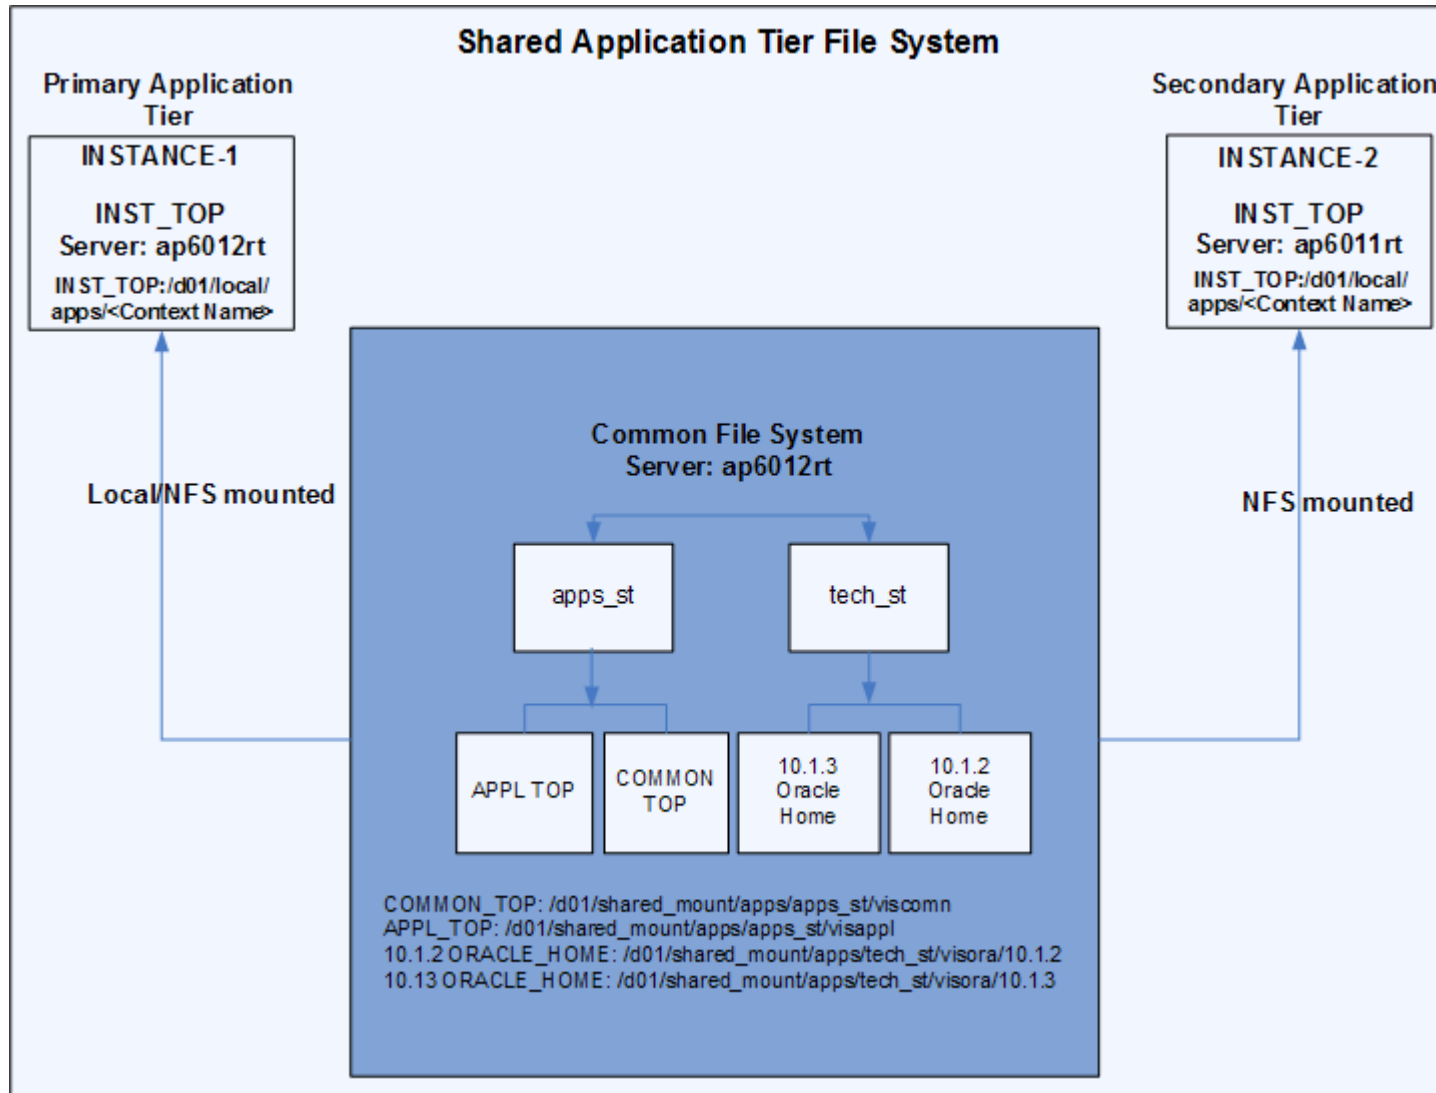 Shared Application Tier File System
Primary Application
Tier
INSTANCE-1
INST_TOP
Server: ap6012rt
INST_TOP:/d01/local/
apps/<Context Name>
Secondary Application
Tier
INSTANCE-2
INST_TOP
Server: ap6011rt
INST_TOP:/d01/local/
apps/<Context Name>
Local/NFS mounted
NFS mounted
Common File System
Server: ap6012rt
apps_st
tech_st
APPL TOP
COMMON
TOP
10.1.3
Oracle
Home
10.1.2
Oracle
Home
COMMON_TOP: /d01/shared_mount/apps/apps_st/viscomn
APPL_TOP: /d01/shared_mount/apps/apps_st/visappl
10.1.2 ORACLE_HOME: /d01/shared_mount/apps/tech_st/visora/10.1.2
10.13 ORACLE_HOME: /d01/shared_mount/apps/tech_st/visora/10.1.3